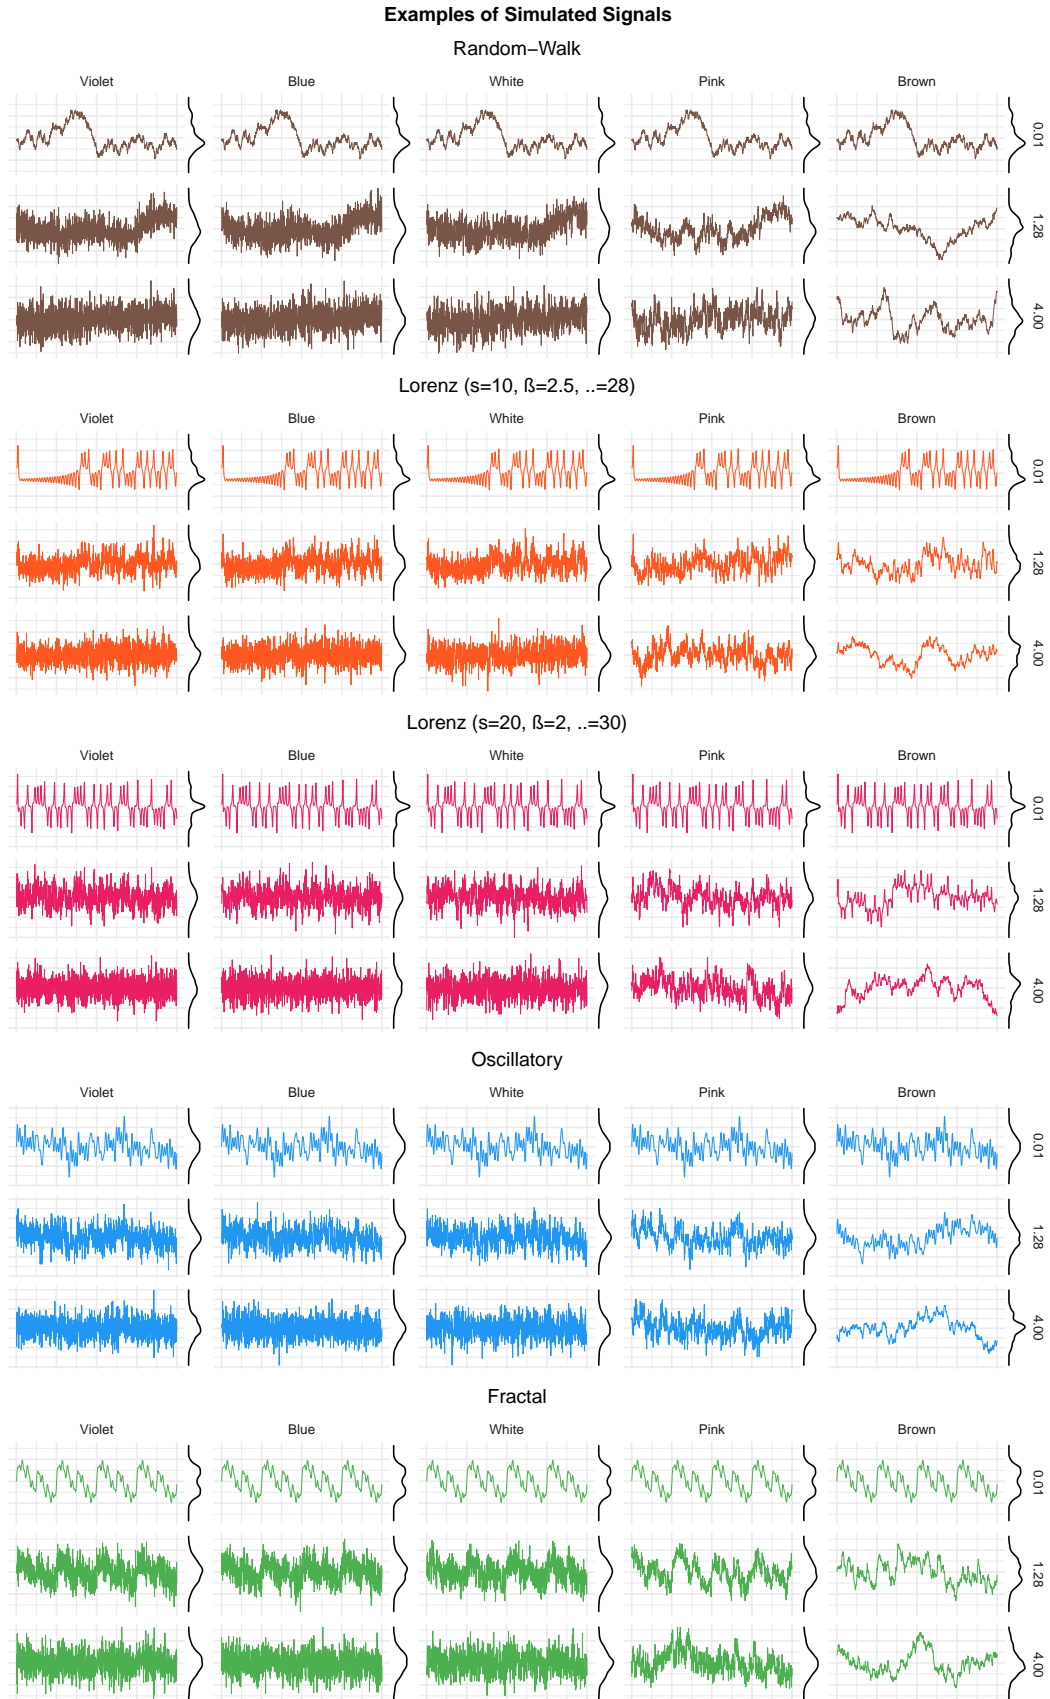 Examples of Simulated Signals
Random−Walk
Violet Blue White Pink Brown
0.01
1.28
4.00
Lorenz (s=10, ß=2.5, ..=28)
Violet Blue White Pink Brown
0.01
1.28
4.00
Lorenz (s=20, ß=2, ..=30)
Violet Blue White Pink Brown
0.01
1.28
4.00
Oscillatory
Violet Blue White Pink Brown
0.01
1.28
4.00
Fractal
Violet Blue White Pink Brown
0.01
1.28
4.00